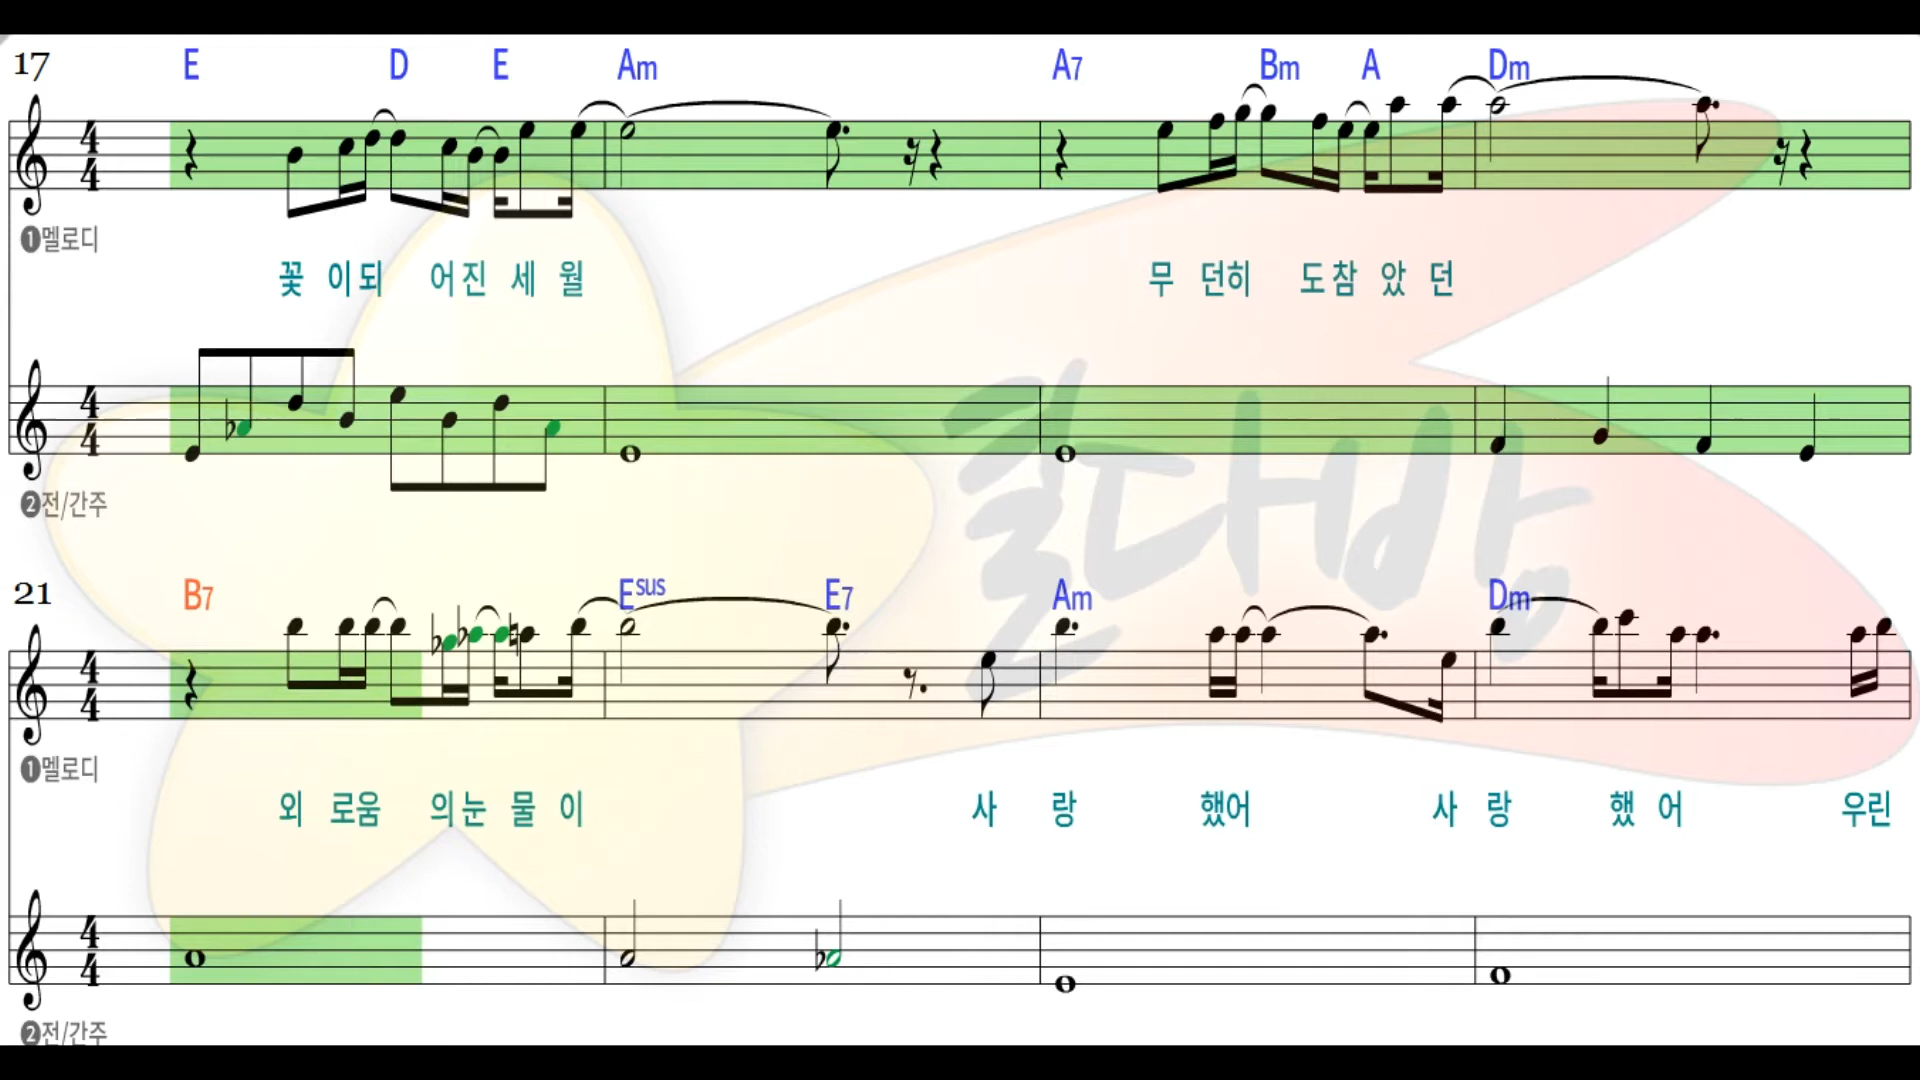 17 E D E Am A7 Bm A Dm
❶멜로디
꽃 이되 어진 세 월 무 던히 도참 았 던
❷전/간주
21 B7 Esus E7 Am Dm
❶멜로디
외 로움 의눈 물 이 사 랑 했어 사 랑 했 어 우린
❷전/간주